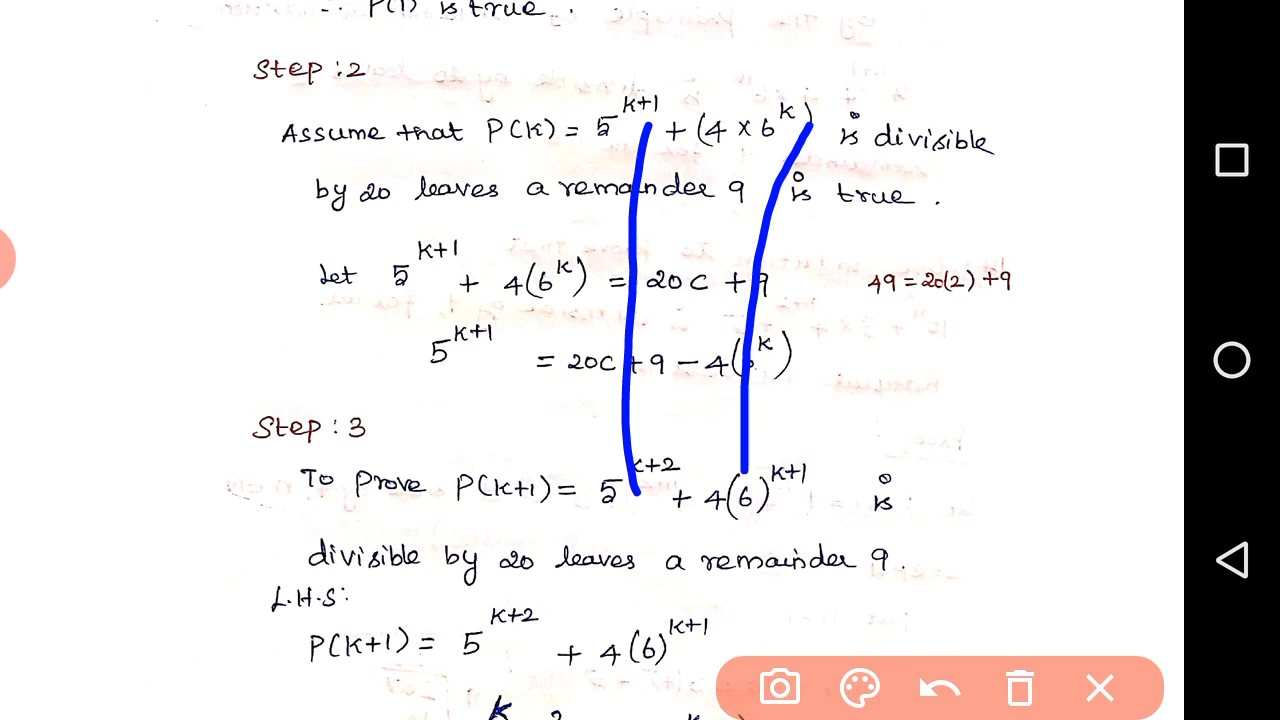 ∴ P(1) is true.
Step : 2
Assume that P(k) = 5^{k+1} + (4 × 6^k) is divisible
by 20 leaves a remainder 9 is true.
Let 5^{k+1} + 4(6^k) = 20C + 9
49 = 20(2) + 9
5^{k+1} = 20C + 9 − 4(6^k)
Step : 3
To prove P(k+1) = 5^{k+2} + 4(6)^{k+1} is
divisible by 20 leaves a remainder 9.
L.H.S:
P(k+1) = 5^{k+2} + 4(6)^{k+1}